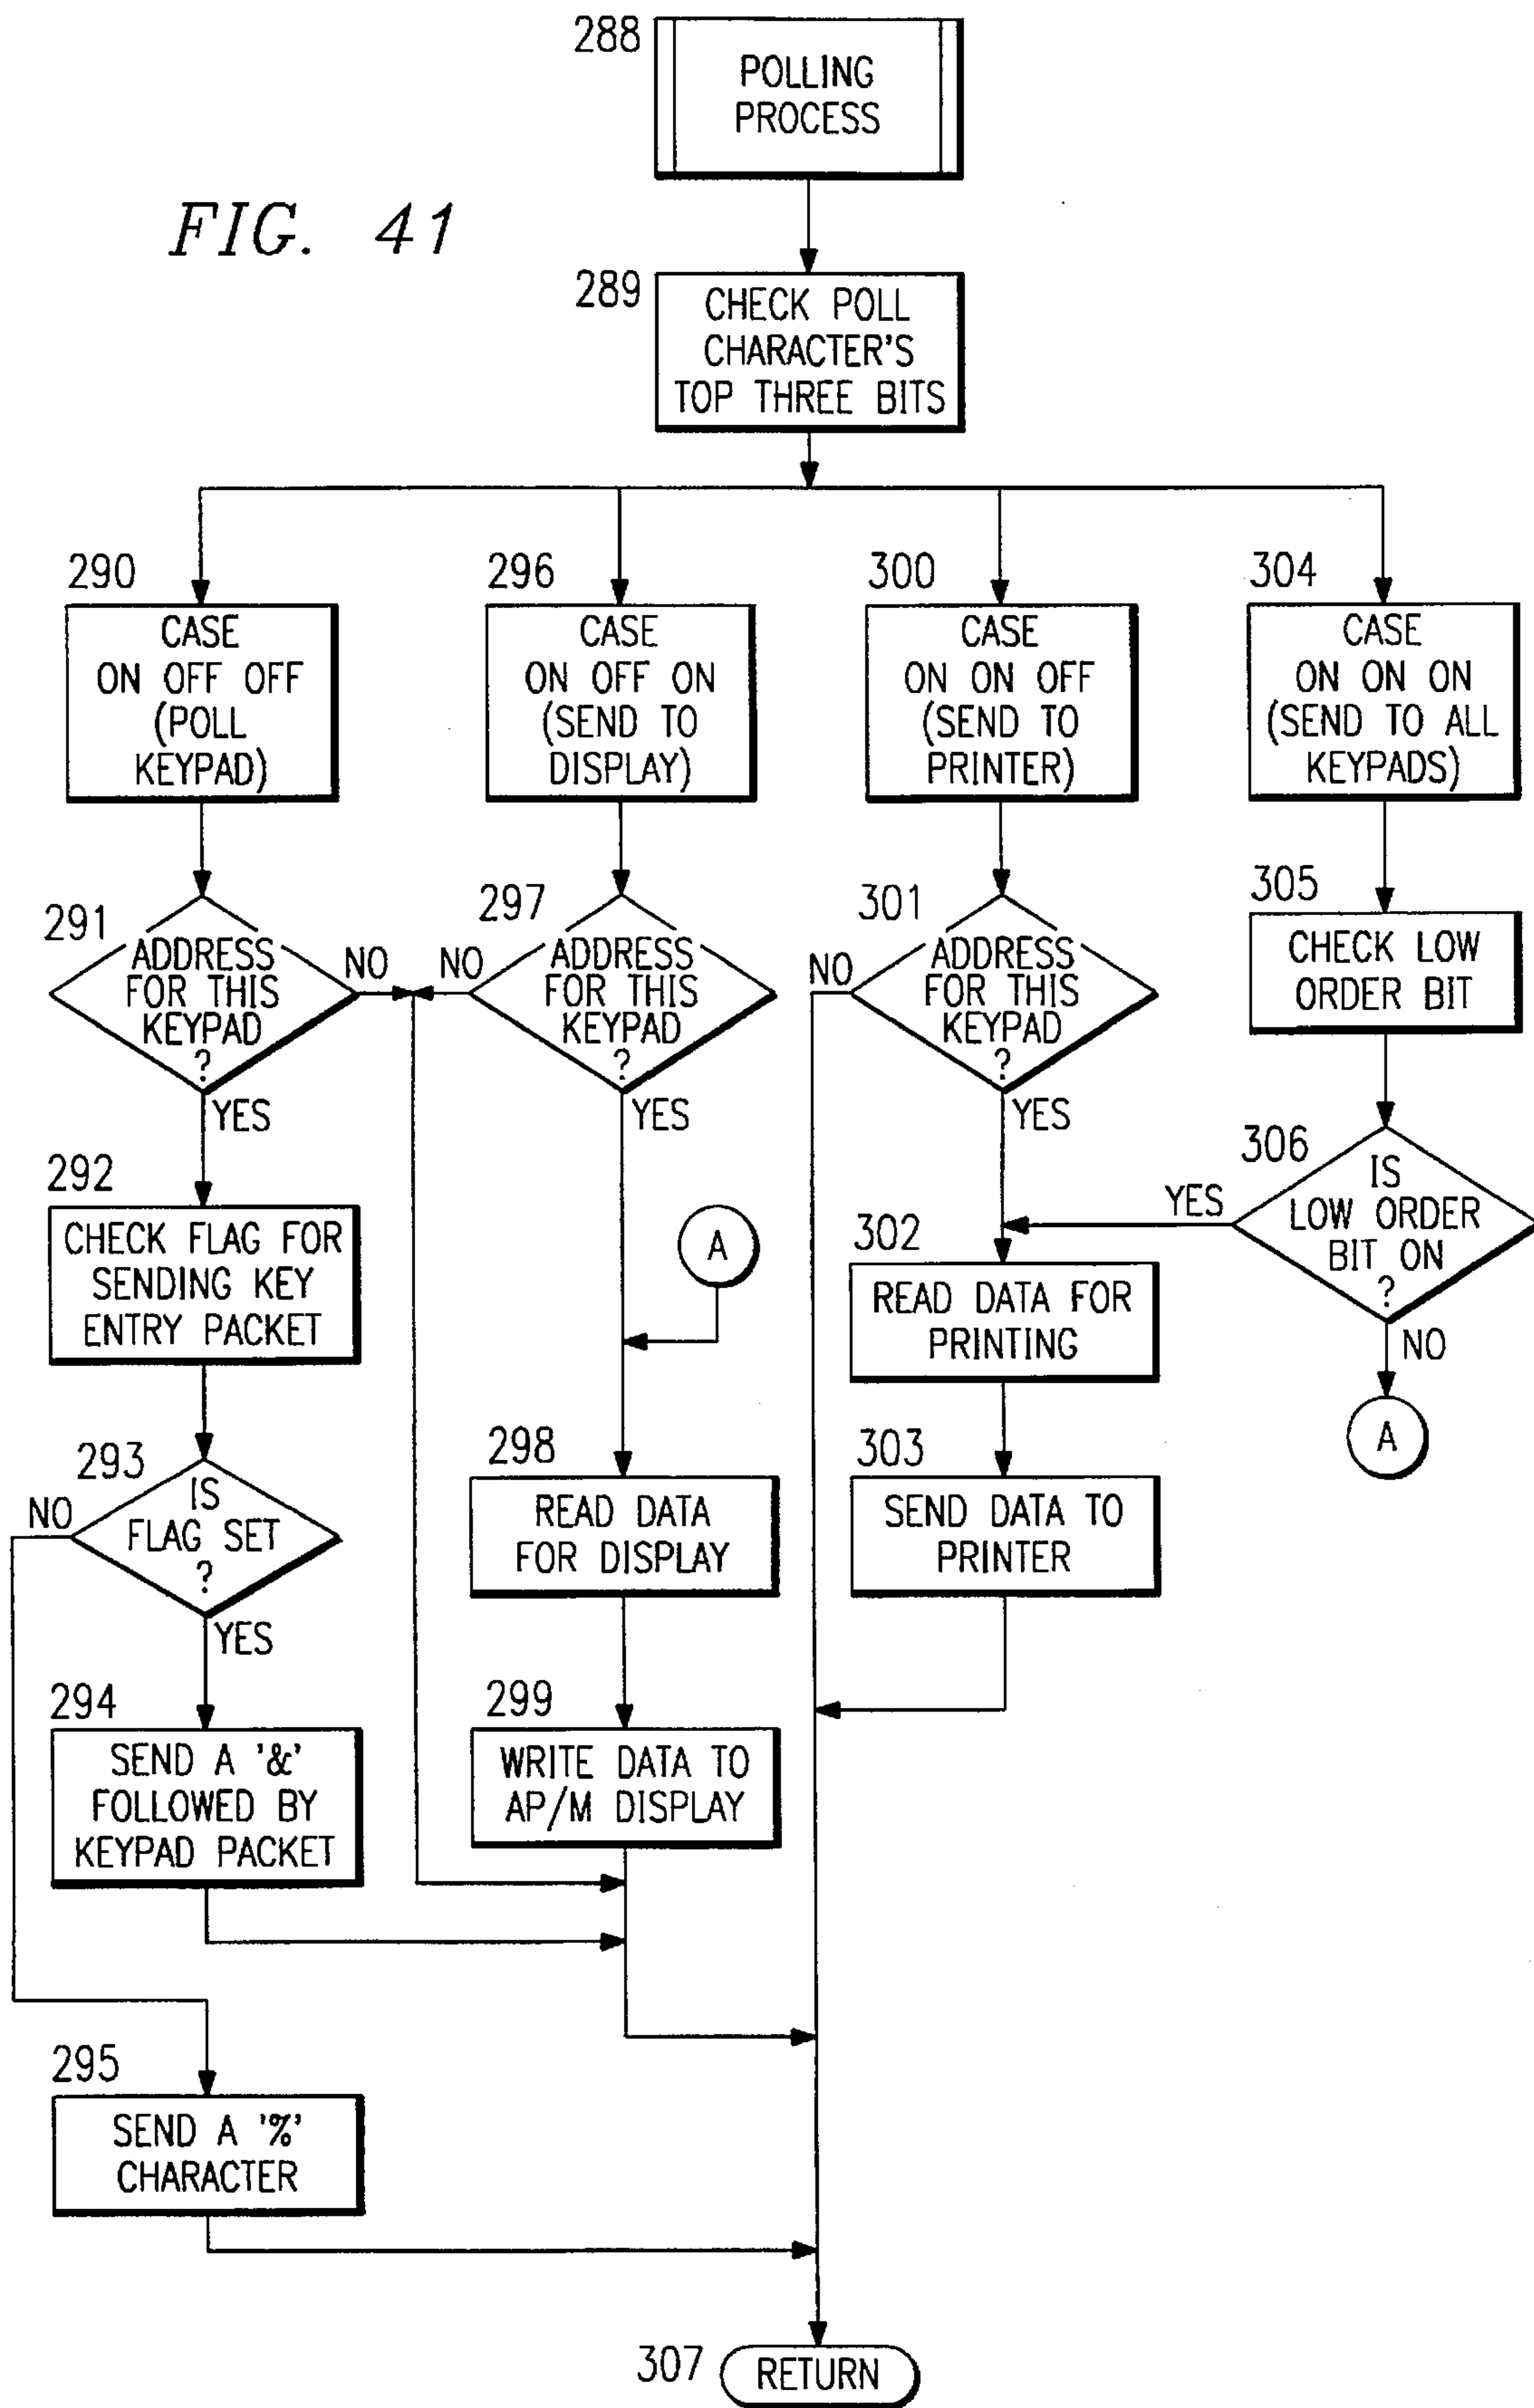 288
POLLING
PROCESS
FIG. 41
289
CHECK POLL
CHARACTER'S
TOP THREE BITS
290
CASE
ON OFF OFF
(POLL
KEYPAD)
296
CASE
ON OFF ON
(SEND TO
DISPLAY)
300
CASE
ON ON OFF
(SEND TO
PRINTER)
304
CASE
ON ON ON
(SEND TO ALL
KEYPADS)
291
ADDRESS
FOR THIS
KEYPAD
?
NO
YES
297
ADDRESS
FOR THIS
KEYPAD
?
NO
YES
301
ADDRESS
FOR THIS
KEYPAD
?
NO
YES
305
CHECK LOW
ORDER BIT
306
IS
LOW ORDER
BIT ON
?
YES
NO
A
292
CHECK FLAG FOR
SENDING KEY
ENTRY PACKET
A
302
READ DATA FOR
PRINTING
293
IS
FLAG SET
?
NO
YES
298
READ DATA
FOR DISPLAY
303
SEND DATA TO
PRINTER
294
SEND A '&'
FOLLOWED BY
KEYPAD PACKET
299
WRITE DATA TO
AP/M DISPLAY
295
SEND A '%'
CHARACTER
307
RETURN